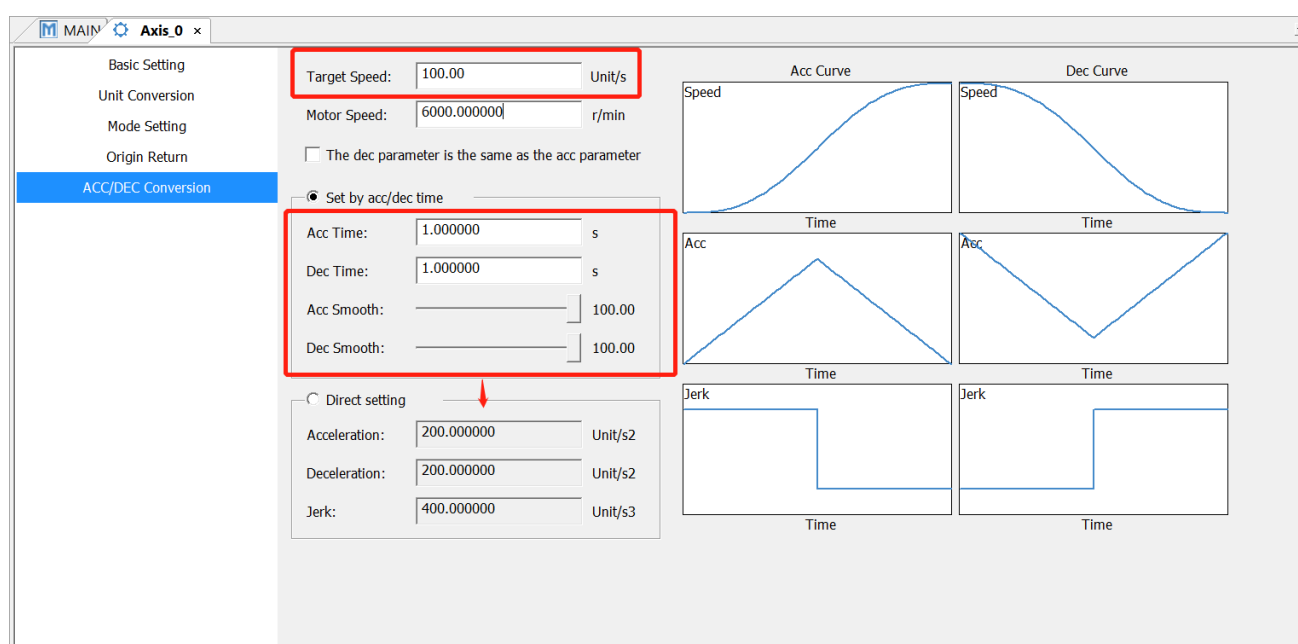 MAIN
Axis_0 ×
Basic Setting
Unit Conversion
Mode Setting
Origin Return
ACC/DEC Conversion
Target Speed: 100.00 Unit/s
Motor Speed: 6000.000000 r/min
The dec parameter is the same as the acc parameter
Set by acc/dec time
Acc Time: 1.000000 s
Dec Time: 1.000000 s
Acc Smooth: 100.00
Dec Smooth: 100.00
Direct setting
Acceleration: 200.000000 Unit/s2
Deceleration: 200.000000 Unit/s2
Jerk: 400.000000 Unit/s3
Acc Curve
Speed
Time
Acc
Time
Jerk
Time
Dec Curve
Speed
Time
Acc
Time
Jerk
Time